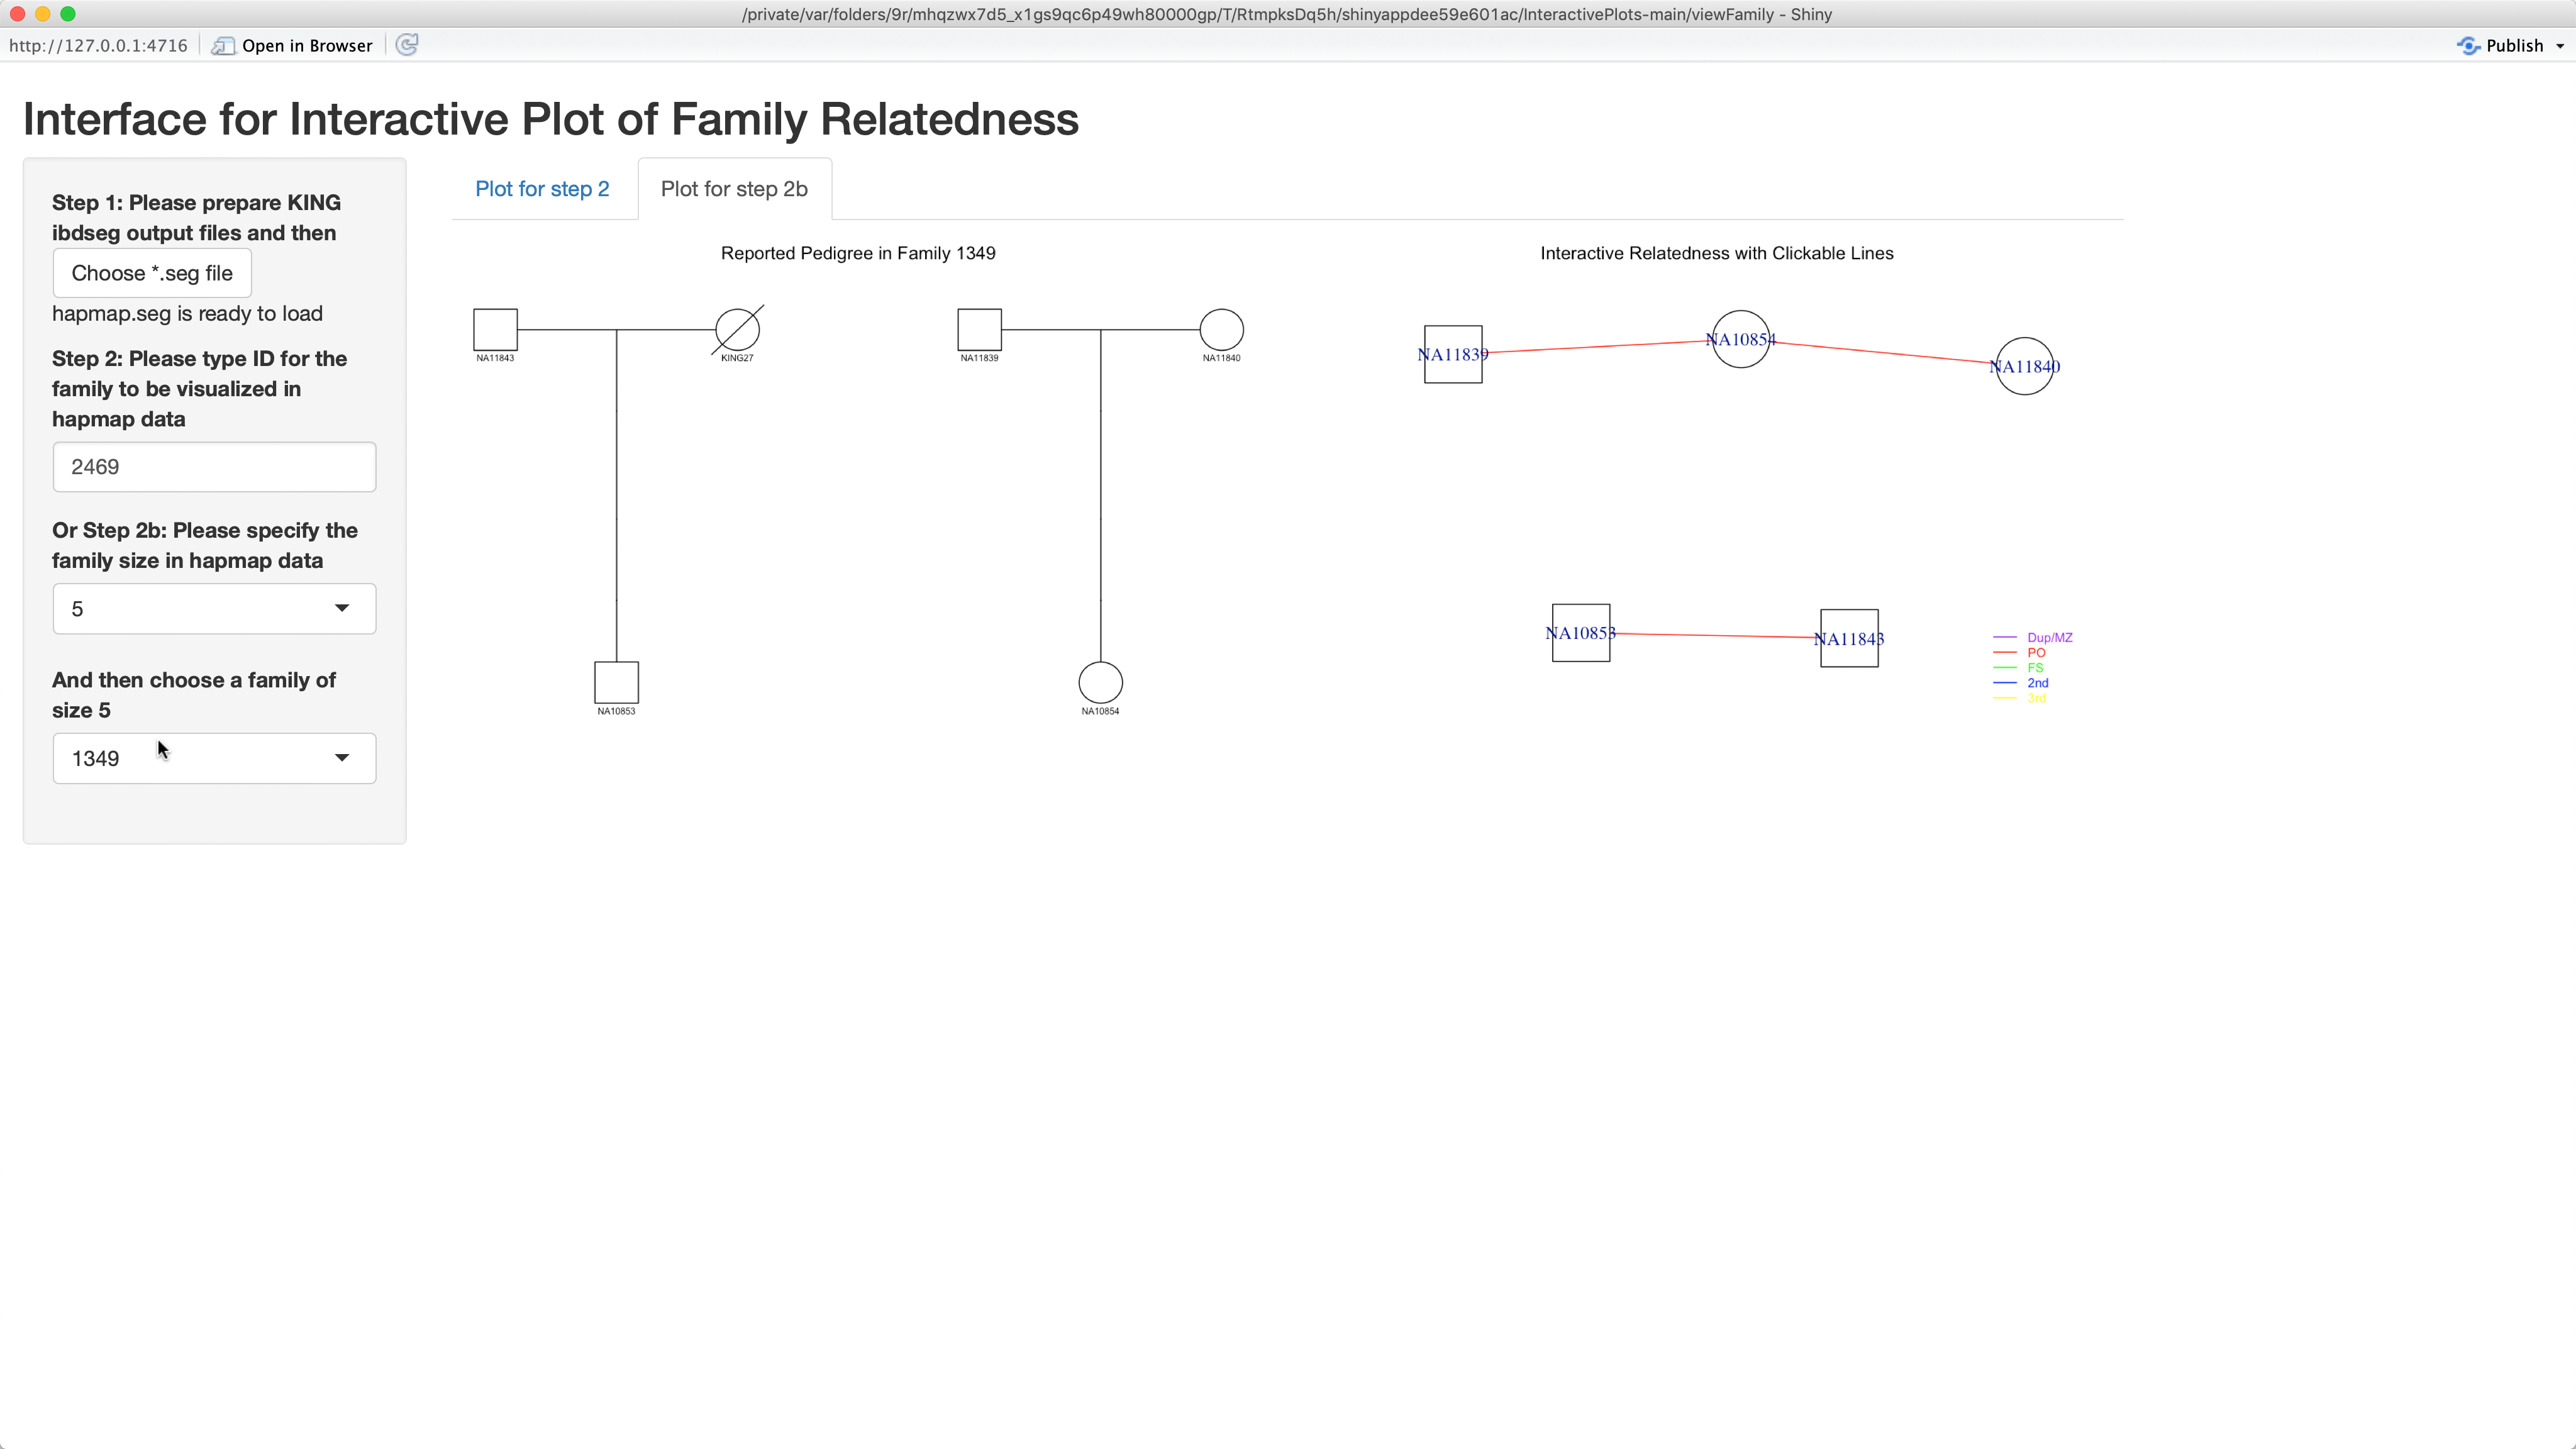 /private/var/folders/9r/mhqzwx7d5_x1gs9qc6p49wh80000gp/T/RtmpksDq5h/shinyappdee59e601ac/InteractivePlots-main/viewFamily - Shiny
http://127.0.0.1:4716
Open in Browser
Publish
Interface for Interactive Plot of Family Relatedness
Step 1: Please prepare KING
ibdseg output files and then
Choose *.seg file
hapmap.seg is ready to load
Step 2: Please type ID for the
family to be visualized in
hapmap data
2469
Or Step 2b: Please specify the
family size in hapmap data
5
And then choose a family of
size 5
1349
Plot for step 2
Plot for step 2b
Reported Pedigree in Family 1349
NA11843
KING27
NA11839
NA11840
NA10853
NA10854
Interactive Relatedness with Clickable Lines
NA11839
NA10854
NA11840
NA10853
NA11843
Dup/MZ
PO
FS
2nd
3rd